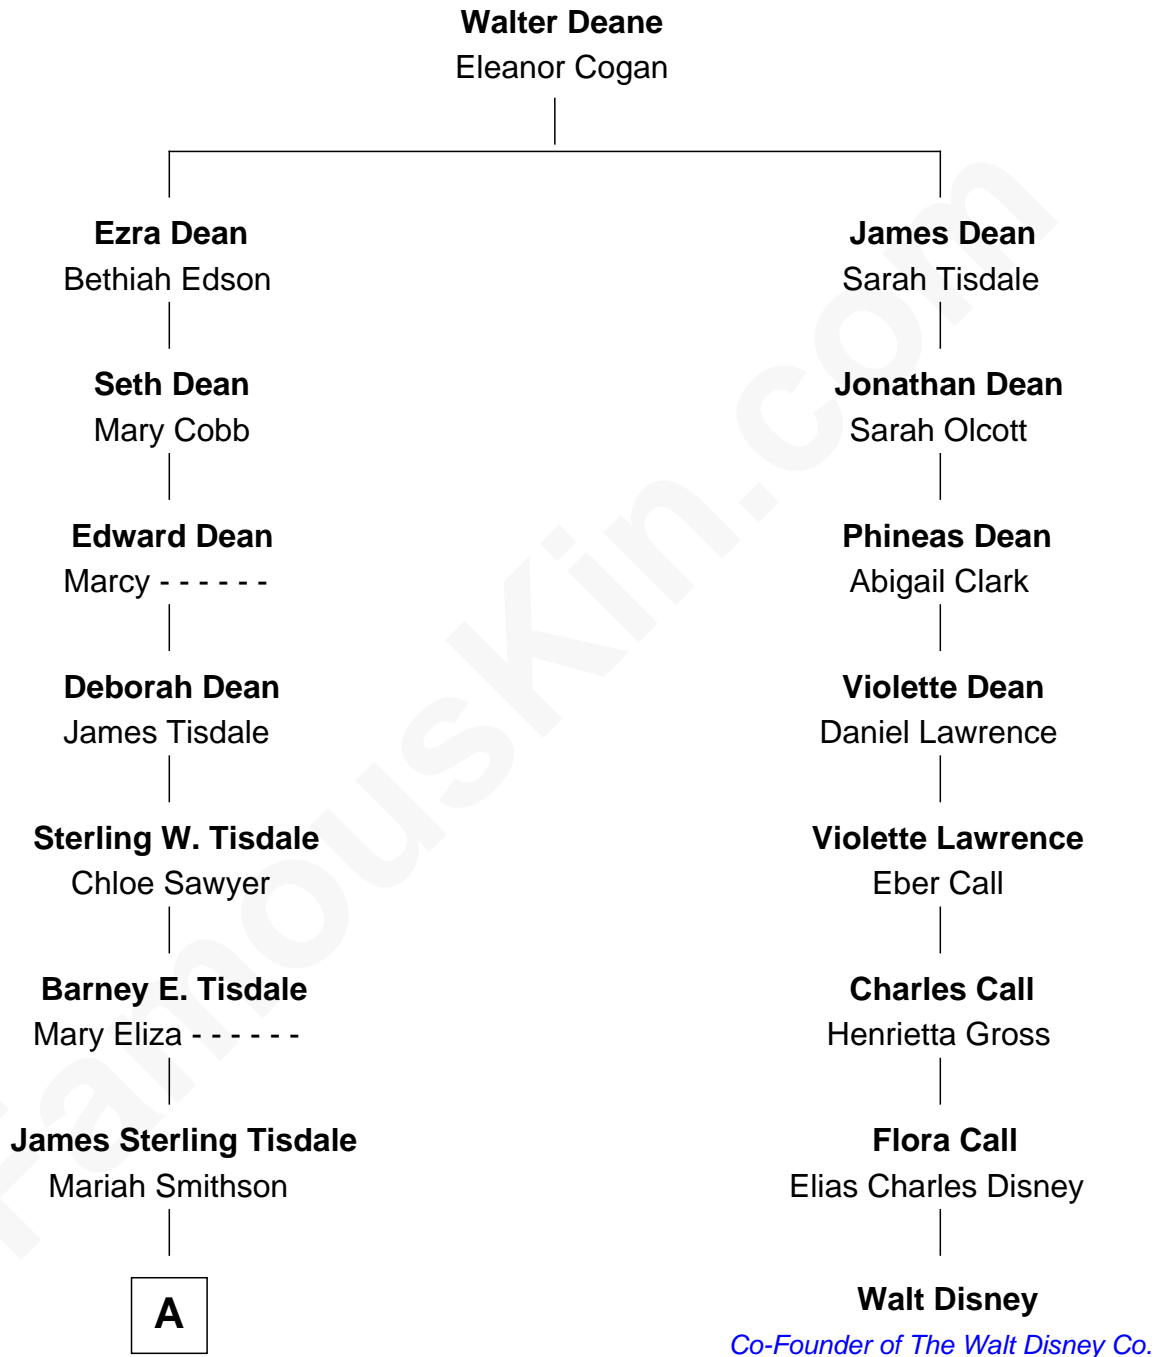 Walter Deane
Eleanor Cogan
Ezra Dean
Bethiah Edson
James Dean
Sarah Tisdale
Seth Dean
Mary Cobb
Jonathan Dean
Sarah Olcott
Edward Dean
Marcy - - - - - -
Phineas Dean
Abigail Clark
Deborah Dean
James Tisdale
Violette Dean
Daniel Lawrence
Sterling W. Tisdale
Chloe Sawyer
Violette Lawrence
Eber Call
Barney E. Tisdale
Mary Eliza - - - - - -
Charles Call
Henrietta Gross
James Sterling Tisdale
Mariah Smithson
Flora Call
Elias Charles Disney
A
Walt Disney
Co-Founder of The Walt Disney Co.
FamousKin.com